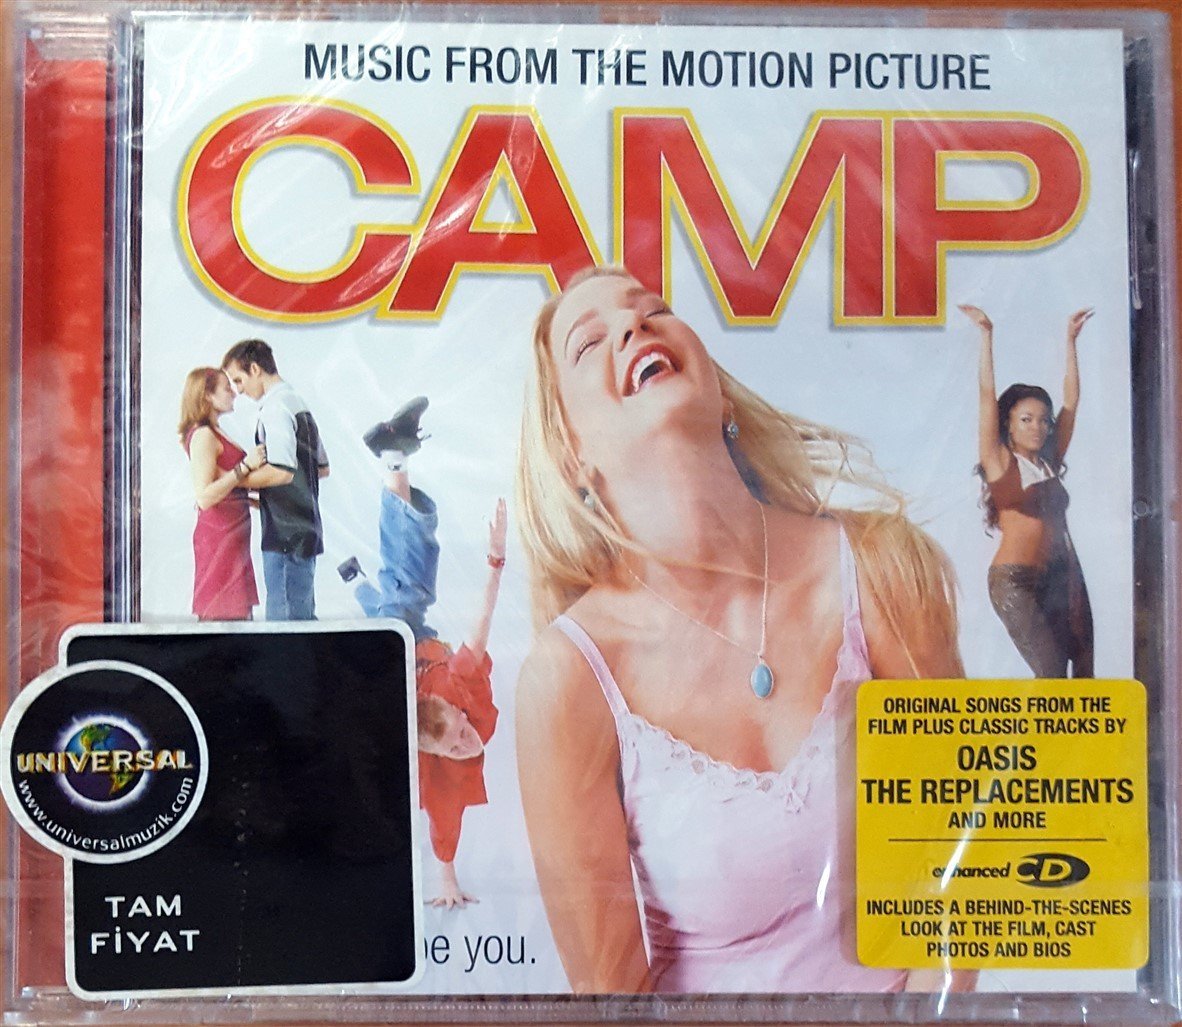 MUSIC FROM THE MOTION PICTURE
CAMP
ORIGINAL SONGS FROM THE
FILM PLUS CLASSIC TRACKS BY
OASIS
THE REPLACEMENTS
AND MORE
enhanced CD
INCLUDES A BEHIND-THE-SCENES
LOOK AT THE FILM, CAST
PHOTOS AND BIOS
UNIVERSAL
www.universalmuzik.com
TAM
FİYAT
be you.